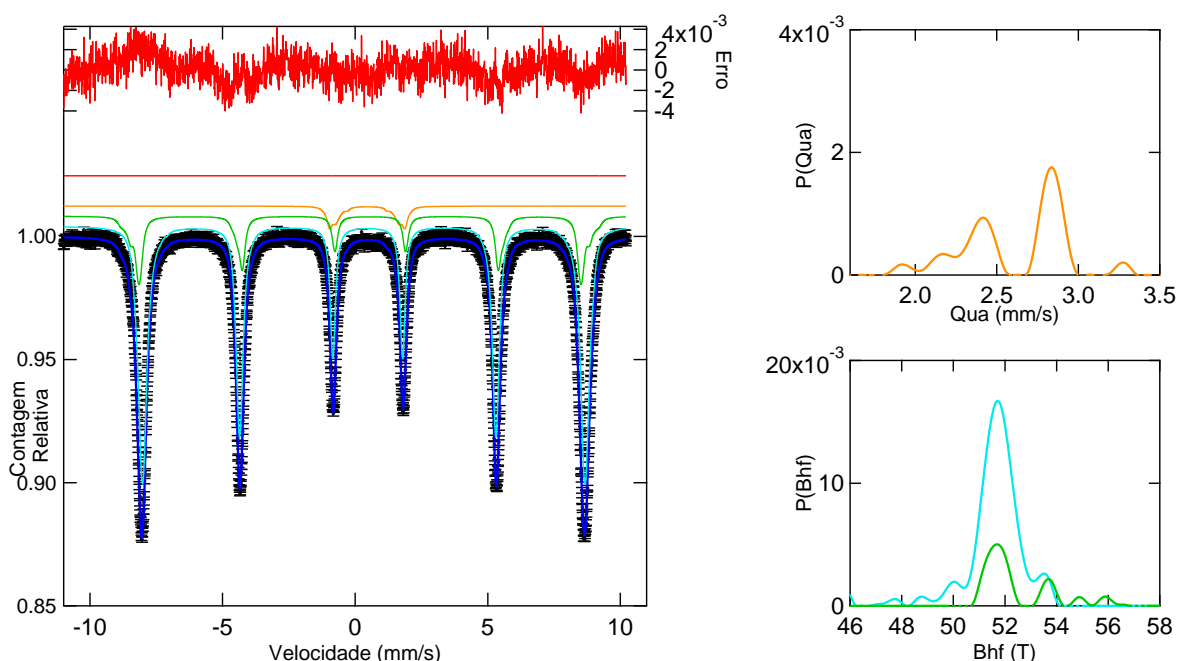 4x10-3
2
0
-2
-4
Erro
1.00
0.95
0.90
0.85
Contagem
Relativa
-10
-5
0
5
10
Velocidade (mm/s)
4x10-3
2
0
P(Qua)
2.0
2.5
3.0
3.5
Qua (mm/s)
20x10-3
10
0
P(Bhf)
46
48
50
52
54
56
58
Bhf (T)